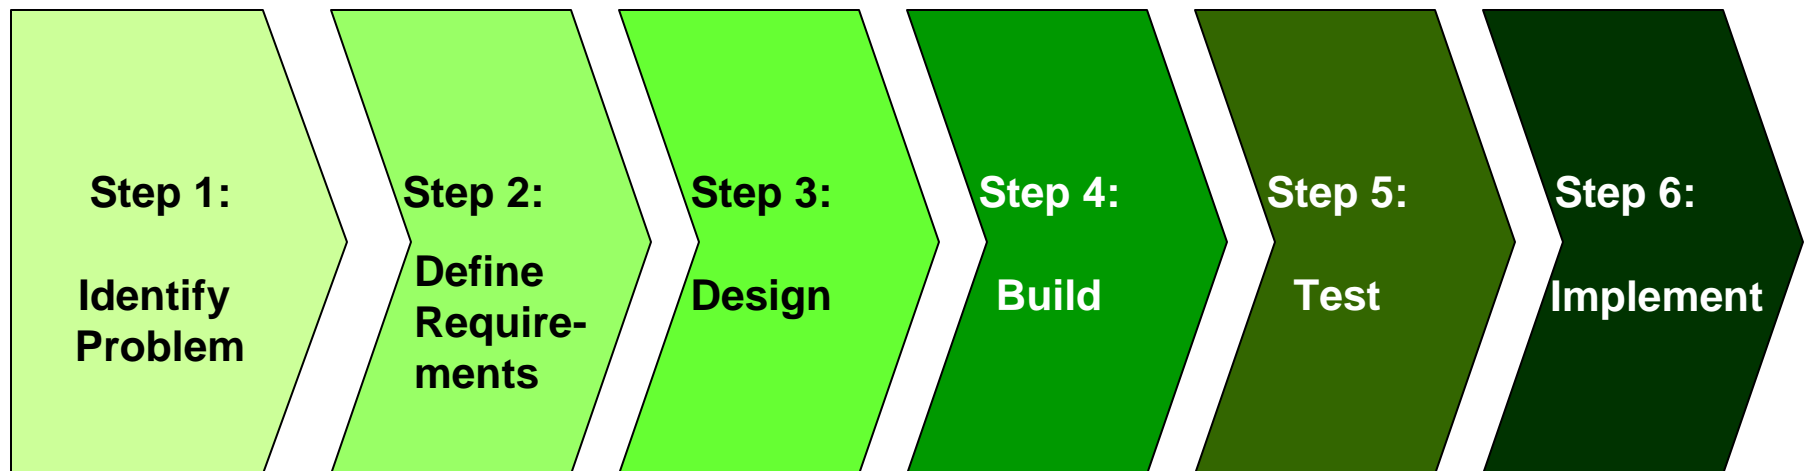 Step 1:
Identify
Problem
Step 2:
Define
Require-
ments
Step 3:
Design
Step 4:
Build
Step 5:
Test
Step 6:
Implement